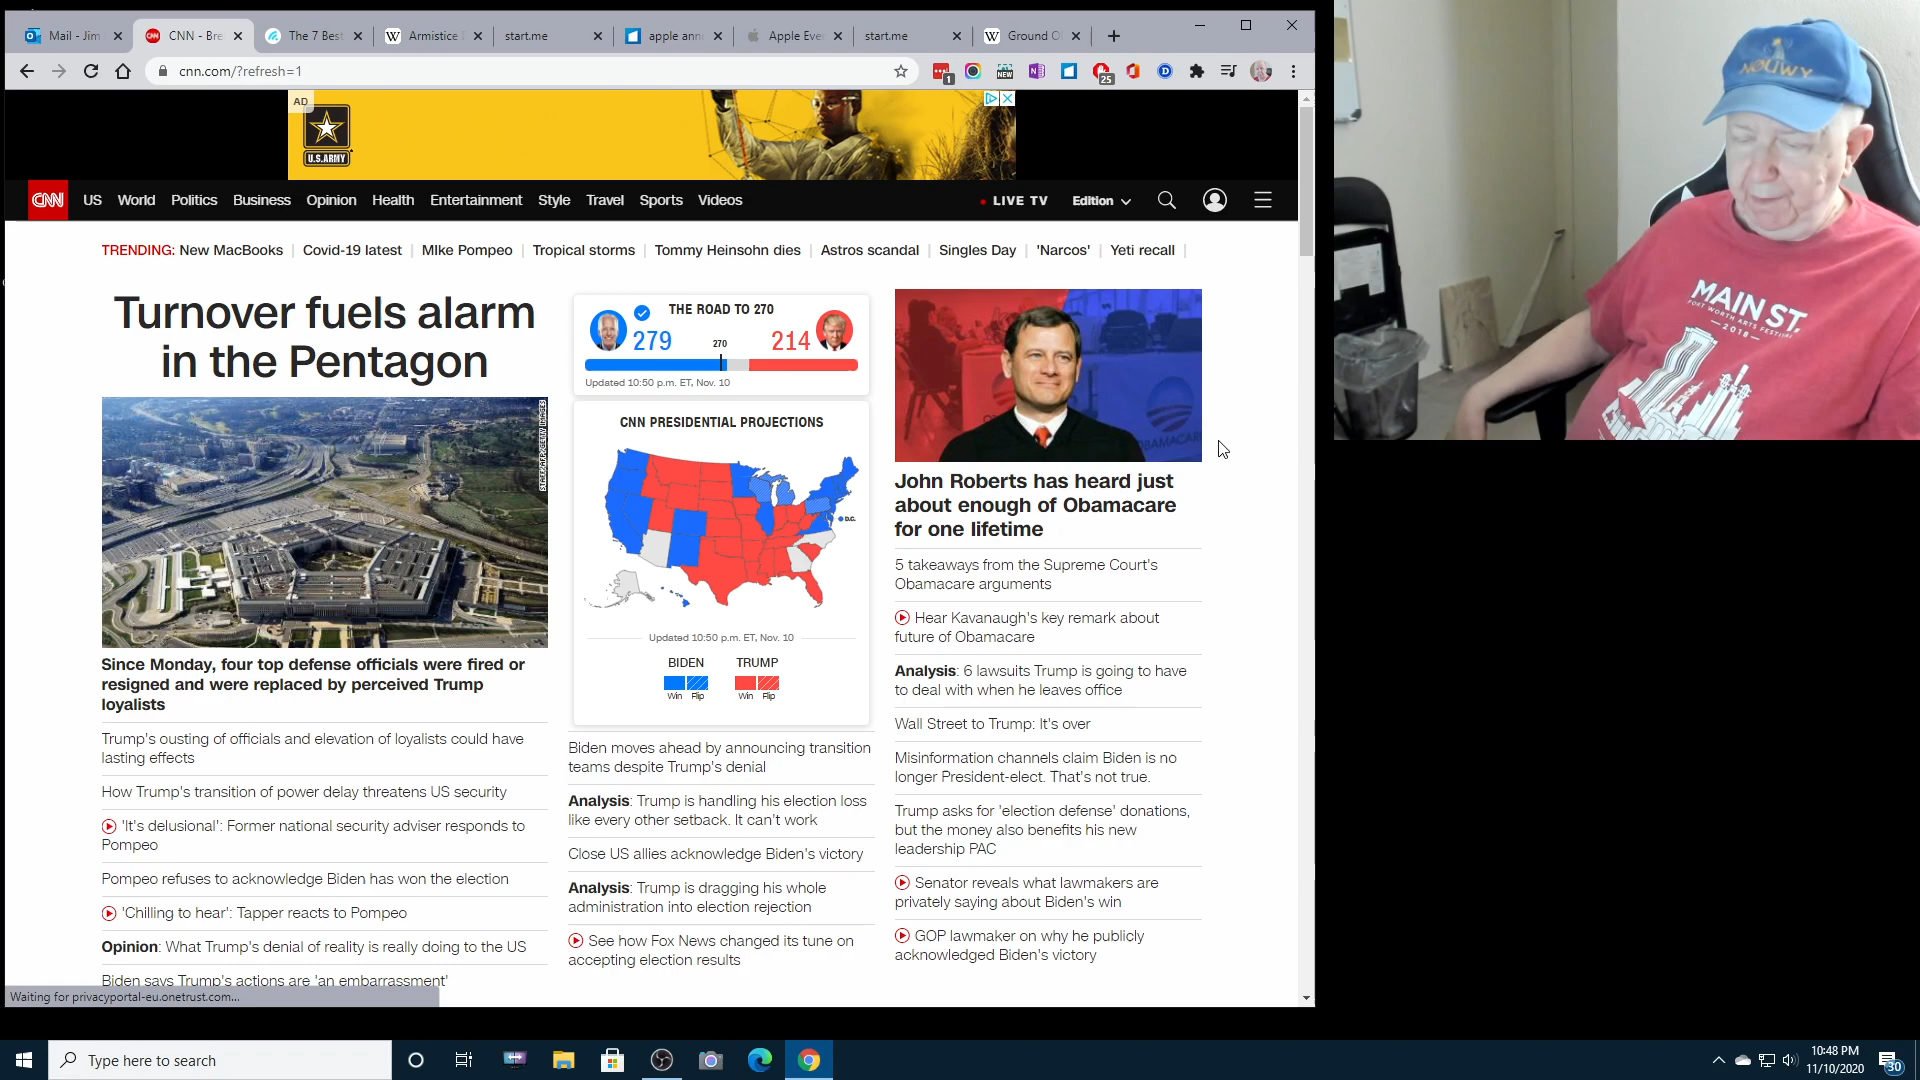 Mail - Jim
CNN - Bre
The 7 Best
Armistice
start.me
apple ann
Apple Eve
start.me
Ground O
cnn.com/?refresh=1
1
NEW
25
AD
U.S.ARMY
CNN
US World Politics Business Opinion Health Entertainment Style Travel Sports Videos
LIVE TV
Edition
TRENDING: New MacBooks | Covid-19 latest | MIke Pompeo | Tropical storms | Tommy Heinsohn dies | Astros scandal | Singles Day | 'Narcos' | Yeti recall |
Turnover fuels alarm
in the Pentagon
Since Monday, four top defense officials were fired or
resigned and were replaced by perceived Trump
loyalists
Trump's ousting of officials and elevation of loyalists could have
lasting effects
How Trump's transition of power delay threatens US security
'It's delusional': Former national security adviser responds to
Pompeo
Pompeo refuses to acknowledge Biden has won the election
'Chilling to hear': Tapper reacts to Pompeo
Opinion: What Trump's denial of reality is really doing to the US
Biden says Trump's actions are 'an embarrassment'
THE ROAD TO 270
279
270
214
Updated 10:50 p.m. ET, Nov. 10
CNN PRESIDENTIAL PROJECTIONS
D.C.
Updated 10:50 p.m. ET, Nov. 10
BIDEN TRUMP
Win Flip Win Flip
Biden moves ahead by announcing transition
teams despite Trump's denial
Analysis: Trump is handling his election loss
like every other setback. It can't work
Close US allies acknowledge Biden's victory
Analysis: Trump is dragging his whole
administration into election rejection
See how Fox News changed its tune on
accepting election results
OBAMACARE
John Roberts has heard just
about enough of Obamacare
for one lifetime
5 takeaways from the Supreme Court's
Obamacare arguments
Hear Kavanaugh's key remark about
future of Obamacare
Analysis: 6 lawsuits Trump is going to have
to deal with when he leaves office
Wall Street to Trump: It's over
Misinformation channels claim Biden is no
longer President-elect. That's not true.
Trump asks for 'election defense' donations,
but the money also benefits his new
leadership PAC
Senator reveals what lawmakers are
privately saying about Biden's win
GOP lawmaker on why he publicly
acknowledged Biden's victory
Waiting for privacyportal-eu.onetrust.com...
NOUWY
MAIN ST.
FORT WORTH ARTS FESTIVAL
2018
Type here to search
10:48 PM
11/10/2020
30